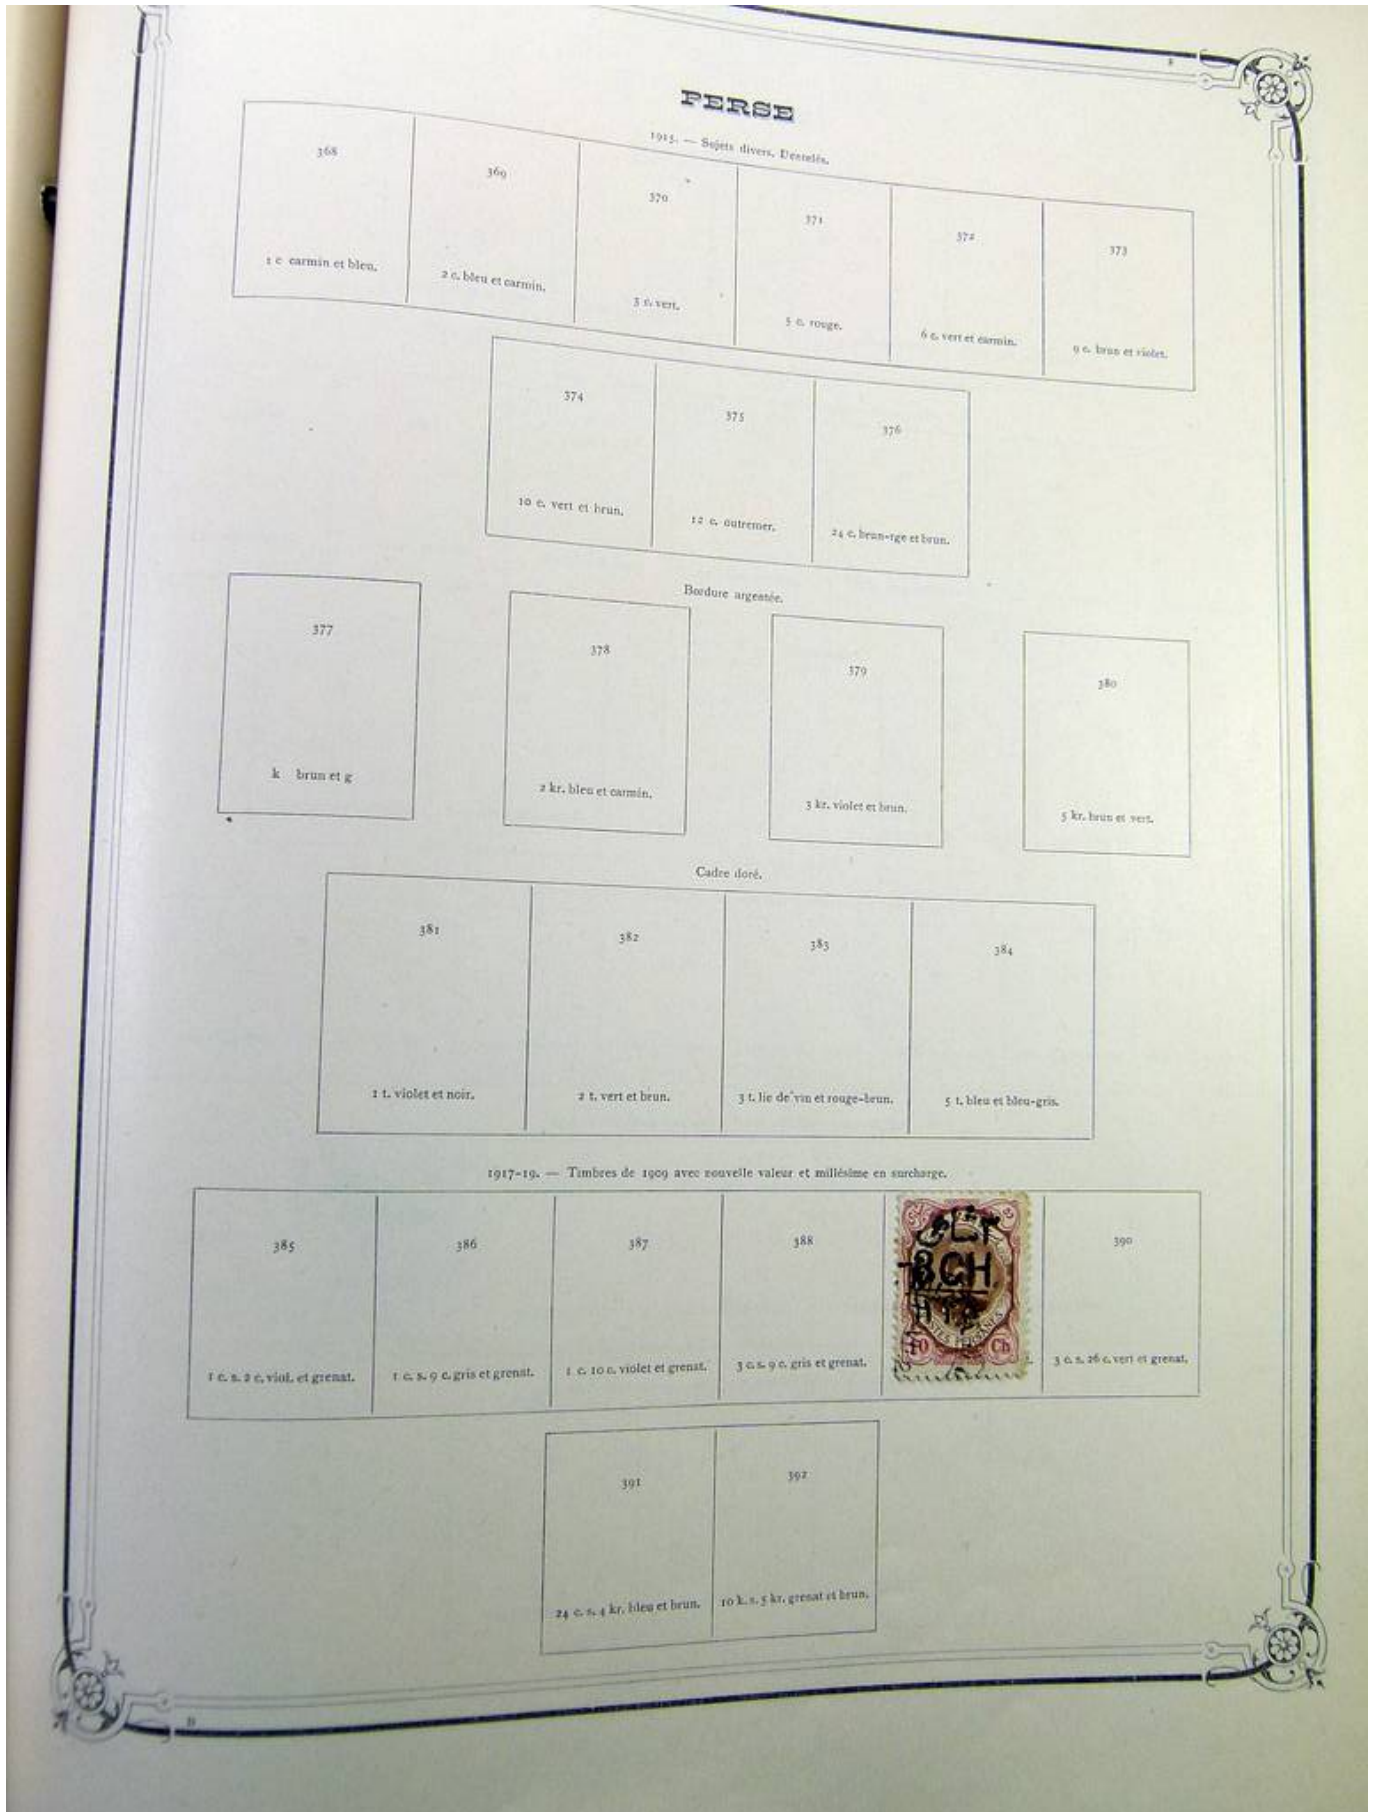 PERSE
1915. — Sujets divers. Dentelés.
368 369 370 371 372 373
1 c carmin et bleu. 2 c. bleu et carmin. 3 c. vert. 5 c. rouge. 6 c. vert et carmin. 9 c. brun et violet.
374 375 376
10 c. vert et brun. 12 c. outremer. 24 c. brun-rge et brun.
Bordure argentée.
377 378 379 380
k brun et g 2 kr. bleu et carmin. 3 kr. violet et brun. 5 kr. brun et vert.
Cadre doré.
381 382 383 384
1 t. violet et noir. 2 t. vert et brun. 3 t. lie de vin et rouge-brun. 5 t. bleu et bleu-gris.
1917-19. — Timbres de 1909 avec nouvelle valeur et millésime en surcharge.
385 386 387 388 390
3CH
POSTES PERSANES
10 Ch
1 c. s. 2 c. viol. et grenat. 1 c. s. 9 c. gris et grenat. 1 c. 10 c. violet et grenat. 3 c. s. 9 c. gris et grenat. 3 c. s. 26 c. vert et grenat.
391 392
24 c. s. 4 kr. bleu et brun. 10 k. s. 5 kr. grenat et brun.